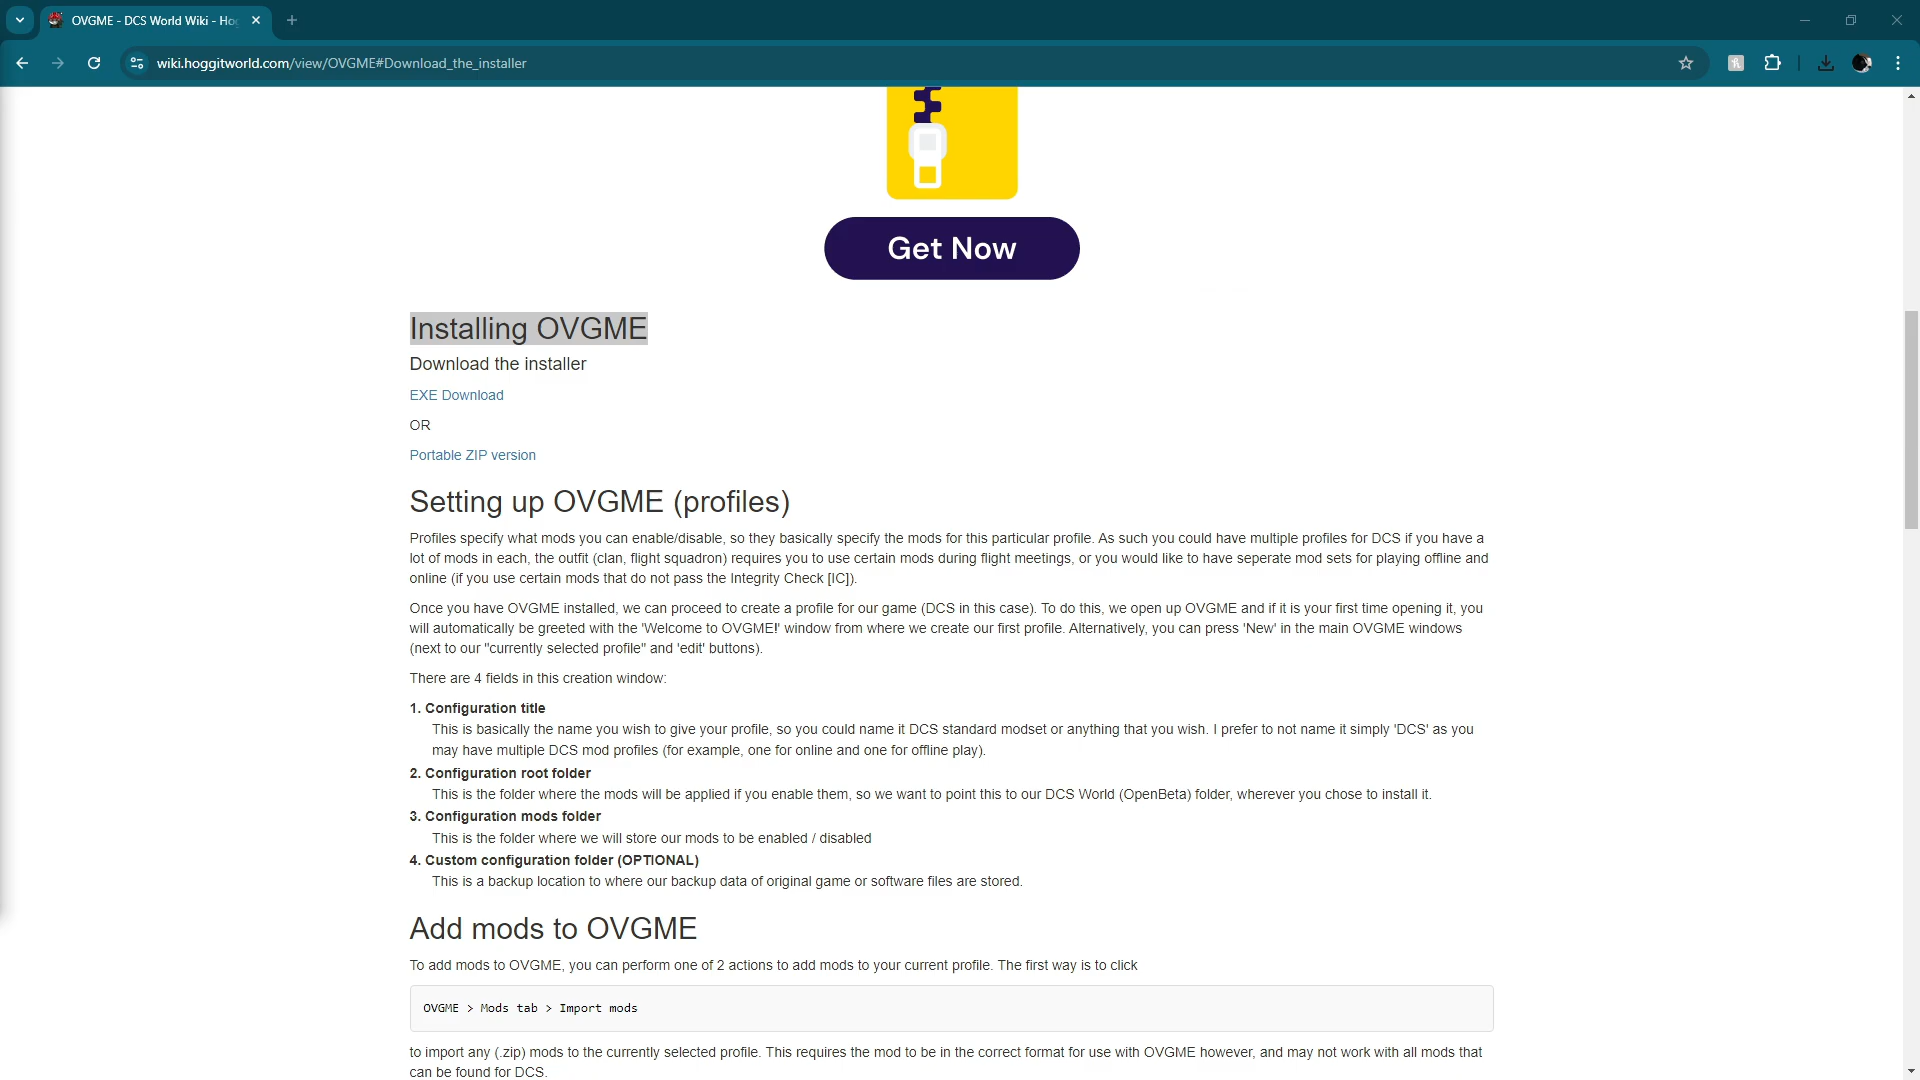 OVGME - DCS World Wiki - Hog
wiki.hoggitworld.com/view/OVGME#Download_the_installer
Get Now
Installing OVGME
Download the installer
EXE Download
OR
Portable ZIP version
Setting up OVGME (profiles)
Profiles specify what mods you can enable/disable, so they basically specify the mods for this particular profile. As such you could have multiple profiles for DCS if you have a
lot of mods in each, the outfit (clan, flight squadron) requires you to use certain mods during flight meetings, or you would like to have seperate mod sets for playing offline and
online (if you use certain mods that do not pass the Integrity Check [IC]).
Once you have OVGME installed, we can proceed to create a profile for our game (DCS in this case). To do this, we open up OVGME and if it is your first time opening it, you
will automatically be greeted with the 'Welcome to OVGME!' window from where we create our first profile. Alternatively, you can press 'New' in the main OVGME windows
(next to our "currently selected profile" and 'edit' buttons).
There are 4 fields in this creation window:
1. Configuration title
This is basically the name you wish to give your profile, so you could name it DCS standard modset or anything that you wish. I prefer to not name it simply 'DCS' as you
may have multiple DCS mod profiles (for example, one for online and one for offline play).
2. Configuration root folder
This is the folder where the mods will be applied if you enable them, so we want to point this to our DCS World (OpenBeta) folder, wherever you chose to install it.
3. Configuration mods folder
This is the folder where we will store our mods to be enabled / disabled
4. Custom configuration folder (OPTIONAL)
This is a backup location to where our backup data of original game or software files are stored.
Add mods to OVGME
To add mods to OVGME, you can perform one of 2 actions to add mods to your current profile. The first way is to click
OVGME > Mods tab > Import mods
to import any (.zip) mods to the currently selected profile. This requires the mod to be in the correct format for use with OVGME however, and may not work with all mods that
can be found for DCS.